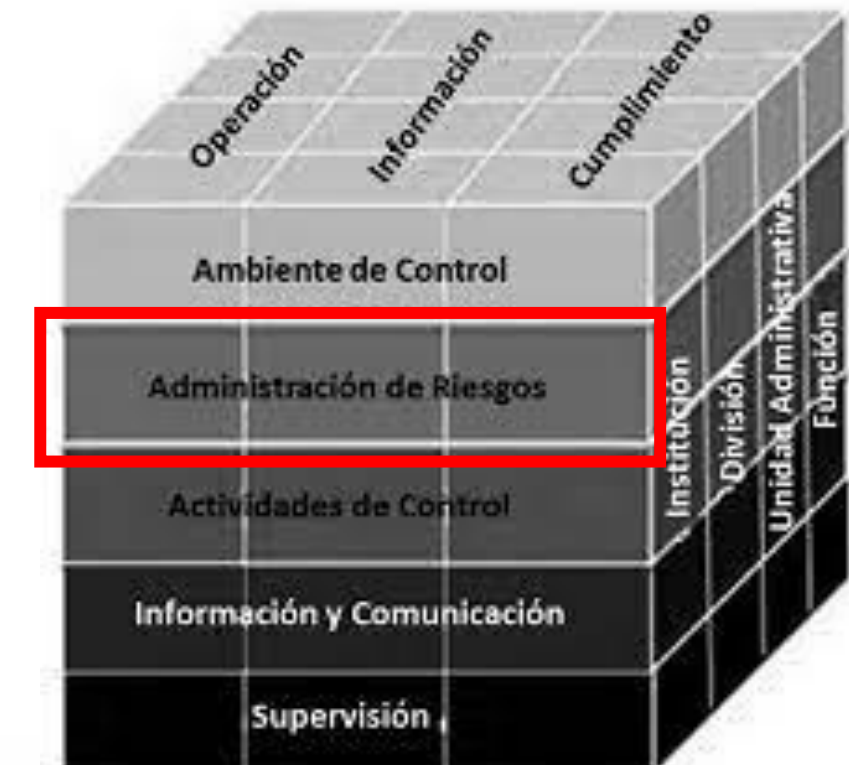 Operación
Información
Cumplimiento
Ambiente de Control
Administración de Riesgos
Actividades de Control
Información y Comunicación
Supervisión
Institución
División
Unidad Administrativa
Función